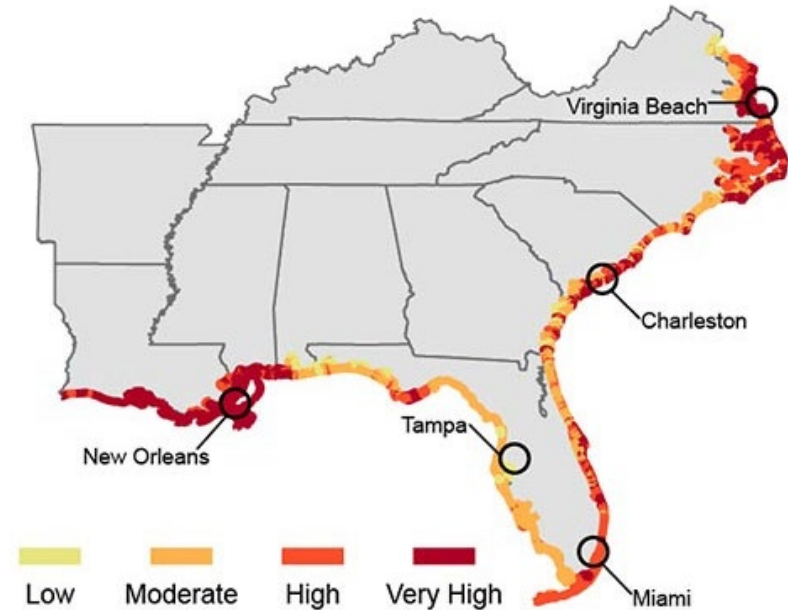 Virginia Beach
Charleston
Tampa
New Orleans
Miami
Low Moderate High Very High